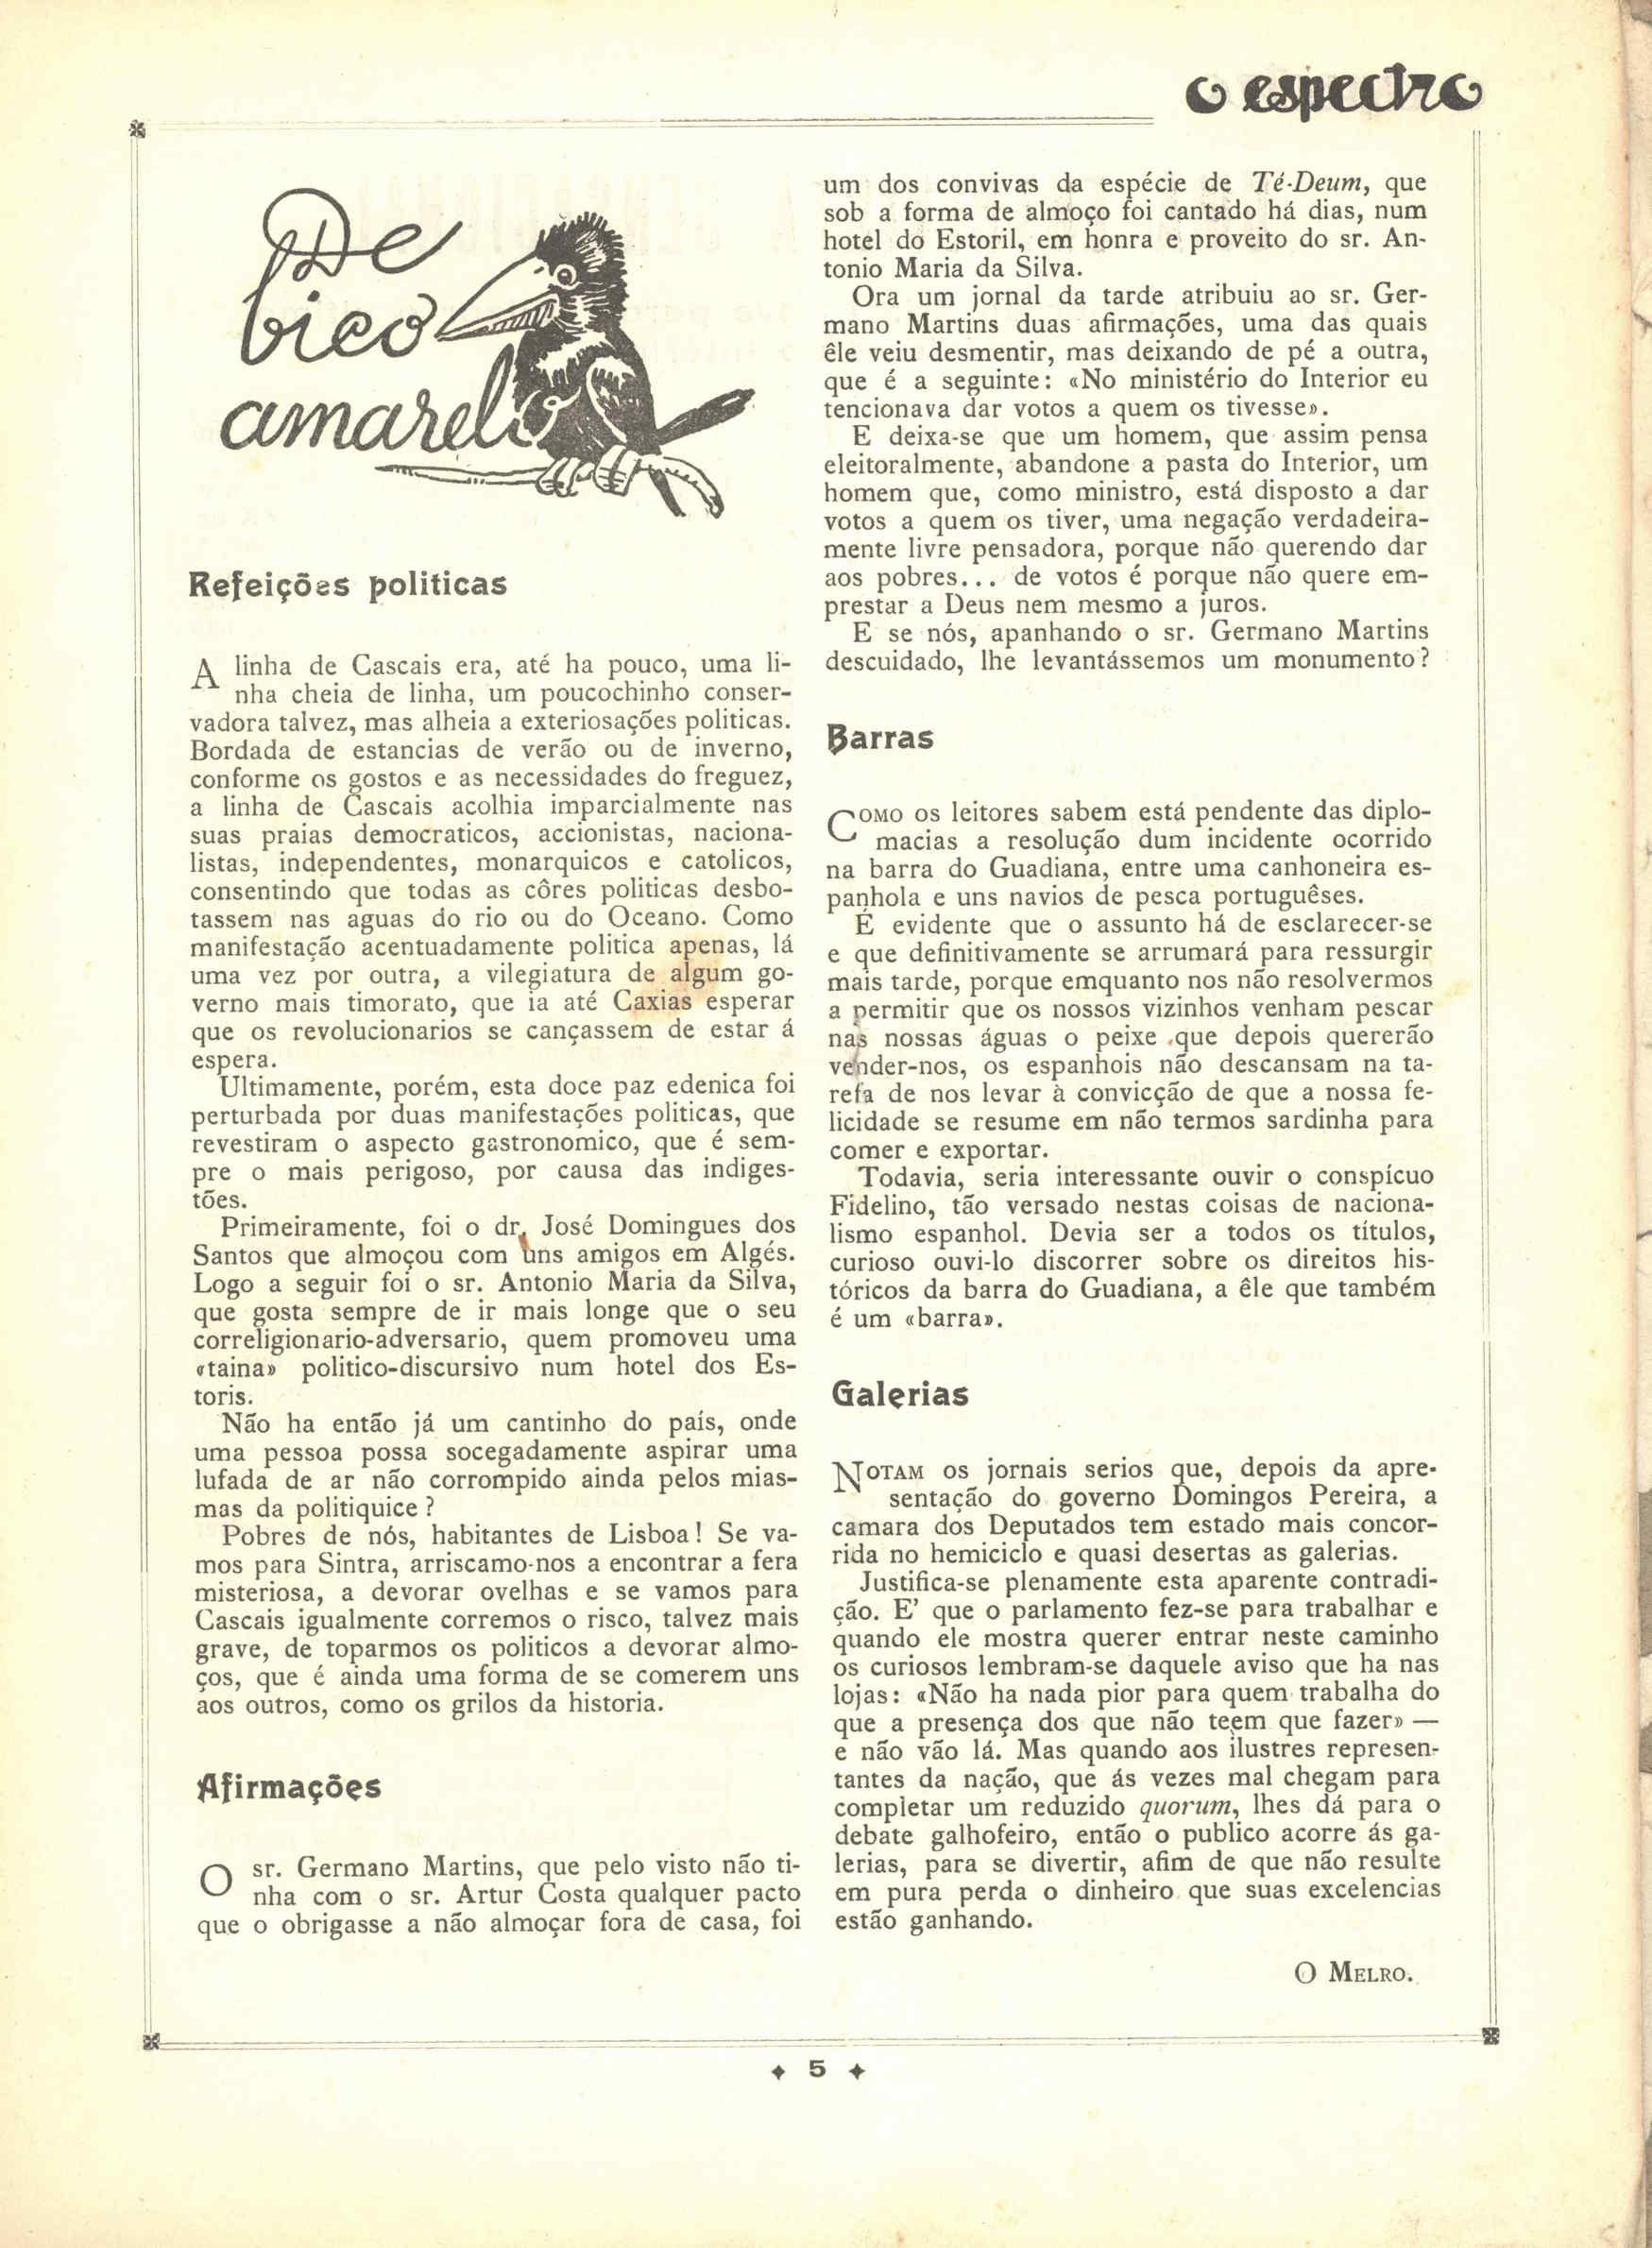 o espectro
De
bico
amarelo
Refeições politicas
A linha de Cascais era, até ha pouco, uma li-
nha cheia de linha, um poucochinho conser-
vadora talvez, mas alheia a exteriosações politicas.
Bordada de estancias de verão ou de inverno,
conforme os gostos e as necessidades do freguez,
a linha de Cascais acolhia imparcialmente nas
suas praias democraticos, accionistas, naciona-
listas, independentes, monarquicos e catolicos,
consentindo que todas as côres politicas desbo-
tassem nas aguas do rio ou do Oceano. Como
manifestação acentuadamente politica apenas, lá
uma vez por outra, a vilegiatura de algum go-
verno mais timorato, que ia até Caxias esperar
que os revolucionarios se cançassem de estar á
espera.
Ultimamente, porém, esta doce paz edenica foi
perturbada por duas manifestações politicas, que
revestiram o aspecto gastronomico, que é sem-
pre o mais perigoso, por causa das indiges-
tões.
Primeiramente, foi o dr. José Domingues dos
Santos que almoçou com uns amigos em Algés.
Logo a seguir foi o sr. Antonio Maria da Silva,
que gosta sempre de ir mais longe que o seu
correligionario-adversario, quem promoveu uma
«taina» politico-discursivo num hotel dos Es-
toris.
Não ha então já um cantinho do país, onde
uma pessoa possa socegadamente aspirar uma
lufada de ar não corrompido ainda pelos mias-
mas da politiquice ?
Pobres de nós, habitantes de Lisboa! Se va-
mos para Sintra, arriscamo-nos a encontrar a fera
misteriosa, a devorar ovelhas e se vamos para
Cascais igualmente corremos o risco, talvez mais
grave, de toparmos os politicos a devorar almo-
ços, que é ainda uma forma de se comerem uns
aos outros, como os grilos da historia.
Afirmações
O sr. Germano Martins, que pelo visto não ti-
nha com o sr. Artur Costa qualquer pacto
que o obrigasse a não almoçar fora de casa, foi
um dos convivas da espécie de Té-Deum, que
sob a forma de almoço foi cantado há dias, num
hotel do Estoril, em honra e proveito do sr. An-
tonio Maria da Silva.
Ora um jornal da tarde atribuiu ao sr. Ger-
mano Martins duas afirmações, uma das quais
êle veiu desmentir, mas deixando de pé a outra,
que é a seguinte: «No ministério do Interior eu
tencionava dar votos a quem os tivesse».
E deixa-se que um homem, que assim pensa
eleitoralmente, abandone a pasta do Interior, um
homem que, como ministro, está disposto a dar
votos a quem os tiver, uma negação verdadeira-
mente livre pensadora, porque não querendo dar
aos pobres... de votos é porque não quere em-
prestar a Deus nem mesmo a juros.
E se nós, apanhando o sr. Germano Martins
descuidado, lhe levantássemos um monumento?
Barras
COMO os leitores sabem está pendente das diplo-
macias a resolução dum incidente ocorrido
na barra do Guadiana, entre uma canhoneira es-
panhola e uns navios de pesca portuguêses.
É evidente que o assunto há de esclarecer-se
e que definitivamente se arrumará para ressurgir
mais tarde, porque emquanto nos não resolvermos
a permitir que os nossos vizinhos venham pescar
nas nossas águas o peixe que depois quererão
vender-nos, os espanhois não descansam na ta-
refa de nos levar à convicção de que a nossa fe-
licidade se resume em não termos sardinha para
comer e exportar.
Todavia, seria interessante ouvir o conspícuo
Fidelino, tão versado nestas coisas de naciona-
lismo espanhol. Devia ser a todos os títulos,
curioso ouvi-lo discorrer sobre os direitos his-
tóricos da barra do Guadiana, a êle que também
é um «barra».
Galerias
NOTAM os jornais serios que, depois da apre-
sentação do governo Domingos Pereira, a
camara dos Deputados tem estado mais concor-
rida no hemiciclo e quasi desertas as galerias.
Justifica-se plenamente esta aparente contradi-
ção. E' que o parlamento fez-se para trabalhar e
quando ele mostra querer entrar neste caminho
os curiosos lembram-se daquele aviso que ha nas
lojas: «Não ha nada pior para quem trabalha do
que a presença dos que não teem que fazer» —
e não vão lá. Mas quando aos ilustres represen-
tantes da nação, que ás vezes mal chegam para
completar um reduzido quorum, lhes dá para o
debate galhofeiro, então o publico acorre ás ga-
lerias, para se divertir, afim de que não resulte
em pura perda o dinheiro que suas excelencias
estão ganhando.
O MELRO.
5